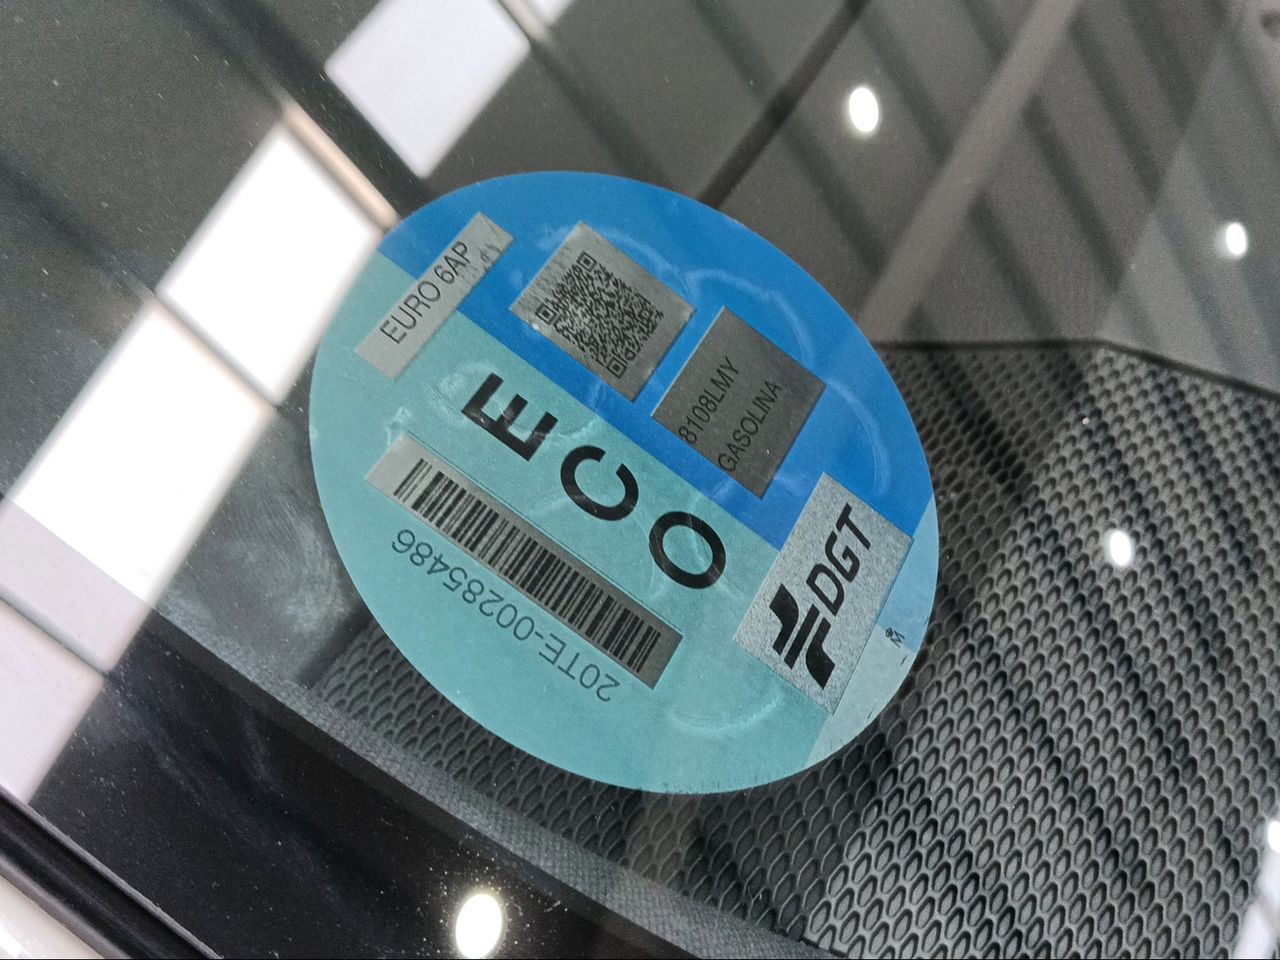 EURO 6AP
8108LMY
GASOLINA
ECO
DGT
20TE-00285486
M